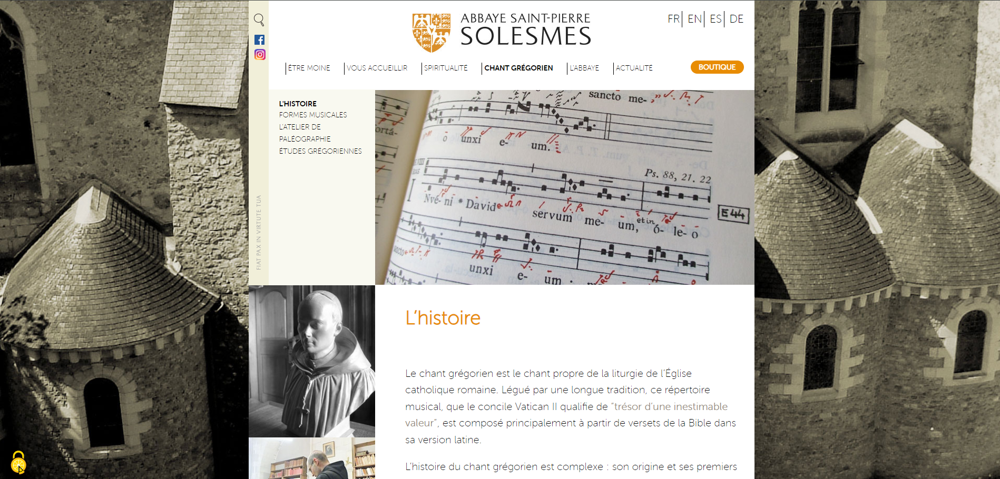 ABBAYE SAINT-PIERRE
SOLESMES
FR EN ES DE
ÊTRE MOINE VOUS ACCUEILLIR SPIRITUALITÉ CHANT GRÉGORIEN L'ABBAYE ACTUALITÉ BOUTIQUE
L'HISTOIRE
FORMES MUSICALES
L'ATELIER DE
PALÉOGRAPHIE
ÉTUDES GRÉGORIENNES
FIAT PAX IN VIRTUTE TUA
sancto me-
ortá-
ó unxi e- um.
Ps. 88, 21. 22
VIII
Nvé- ni * David servum me- um, et in ó- le- o
E 44
sancto
unxi e- um
L’histoire
Le chant grégorien est le chant propre de la liturgie de l’Église
catholique romaine. Légué par une longue tradition, ce répertoire
musical, que le concile Vatican II qualifie de “trésor d’une inestimable
valeur”, est composé principalement à partir de versets de la Bible dans
sa version latine.
L’histoire du chant grégorien est complexe : son origine et ses premiers